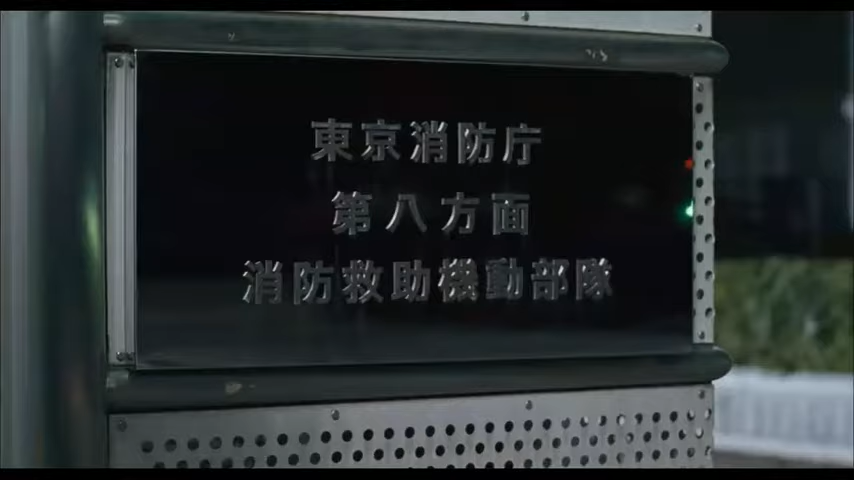 東京消防庁
第八方面
消防救助機動部隊